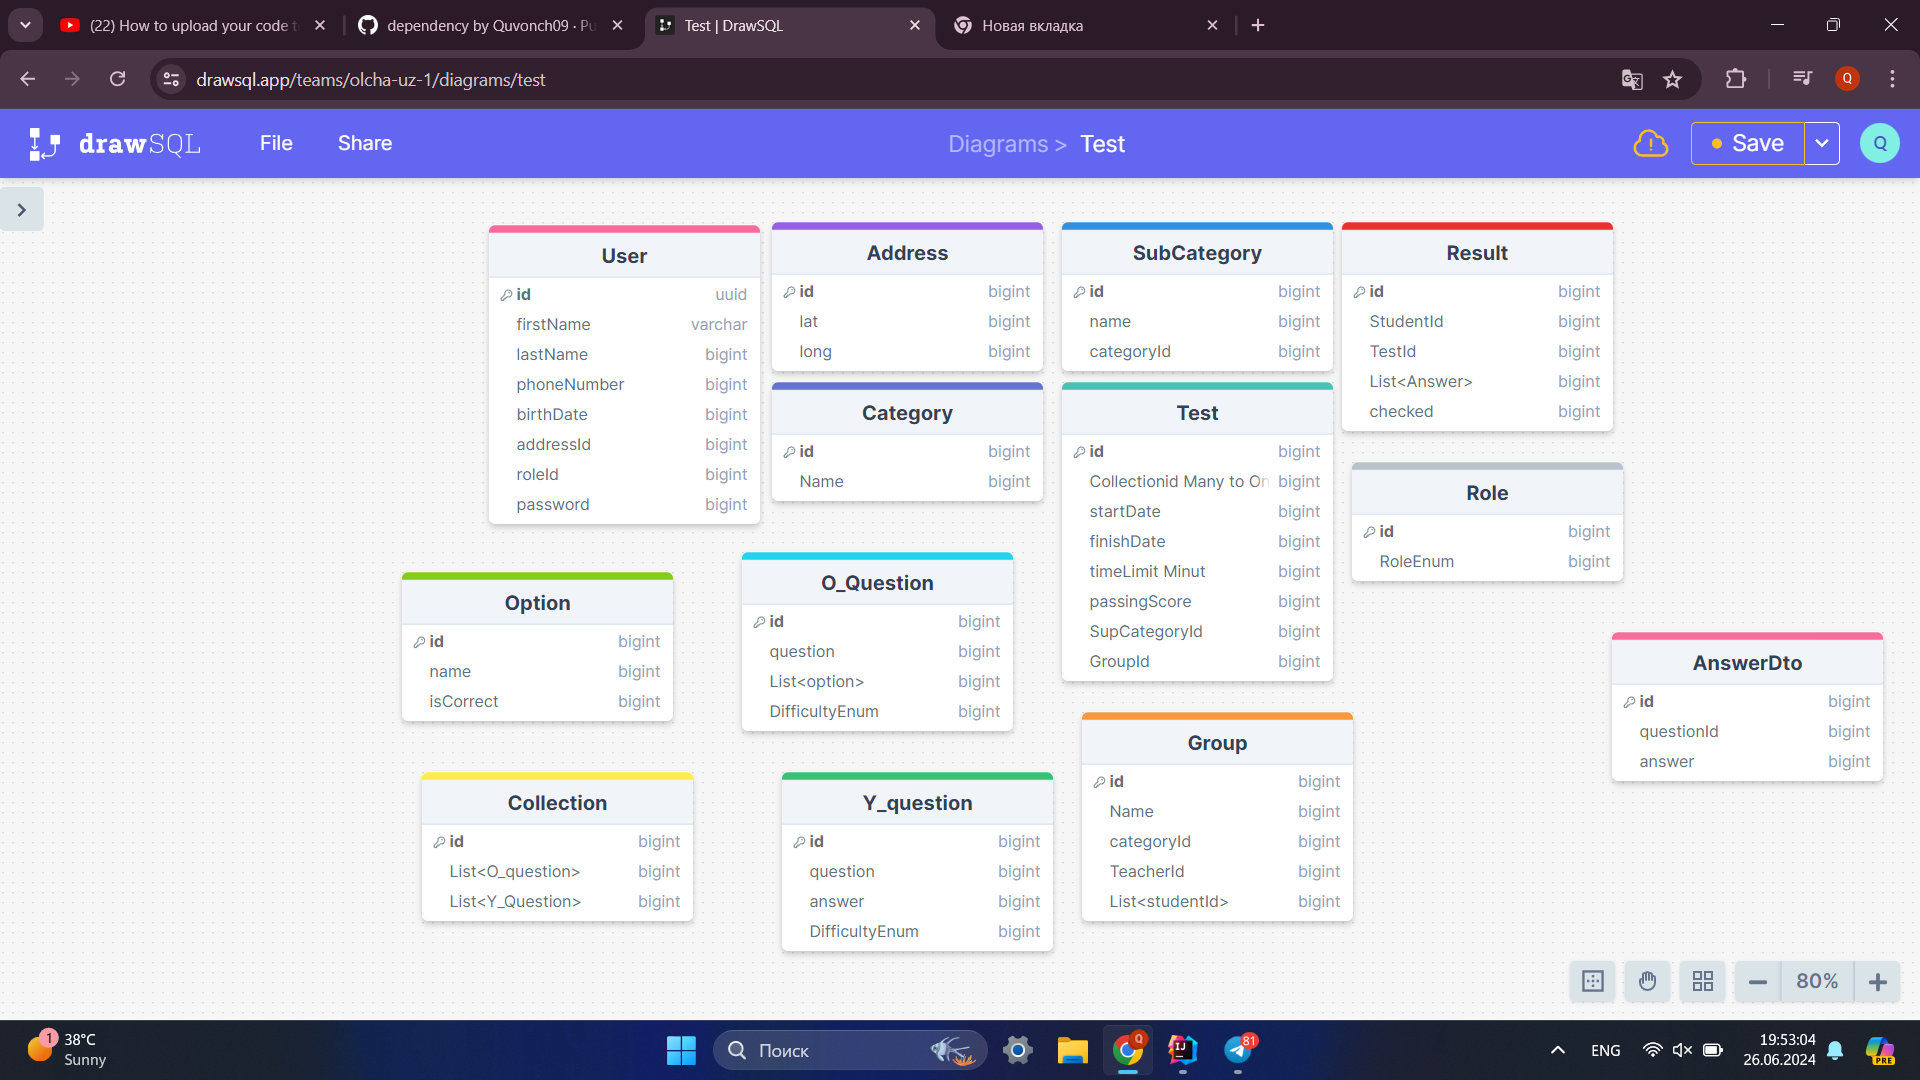 (22) How to upload your code t
dependency by Quvonch09 · Pu
Test | DrawSQL
Новая вкладка
drawsql.app/teams/olcha-uz-1/diagrams/test
Q
drawSQL
File
Share
Diagrams > Test
Save
Q
User
id uuid
firstName varchar
lastName bigint
phoneNumber bigint
birthDate bigint
addressId bigint
roleId bigint
password bigint
Address
id bigint
lat bigint
long bigint
SubCategory
id bigint
name bigint
categoryId bigint
Result
id bigint
StudentId bigint
TestId bigint
List<Answer> bigint
checked bigint
Category
id bigint
Name bigint
Test
id bigint
Collectionid Many to On bigint
startDate bigint
finishDate bigint
timeLimit Minut bigint
passingScore bigint
SupCategoryId bigint
GroupId bigint
Role
id bigint
RoleEnum bigint
Option
id bigint
name bigint
isCorrect bigint
O_Question
id bigint
question bigint
List<option> bigint
DifficultyEnum bigint
AnswerDto
id bigint
questionId bigint
answer bigint
Group
id bigint
Name bigint
categoryId bigint
TeacherId bigint
List<studentId> bigint
Collection
id bigint
List<O_question> bigint
List<Y_Question> bigint
Y_question
id bigint
question bigint
answer bigint
DifficultyEnum bigint
80%
1
38°C
Sunny
Поиск
Q
IJ
81
ENG
19:53:04
26.06.2024
PRE